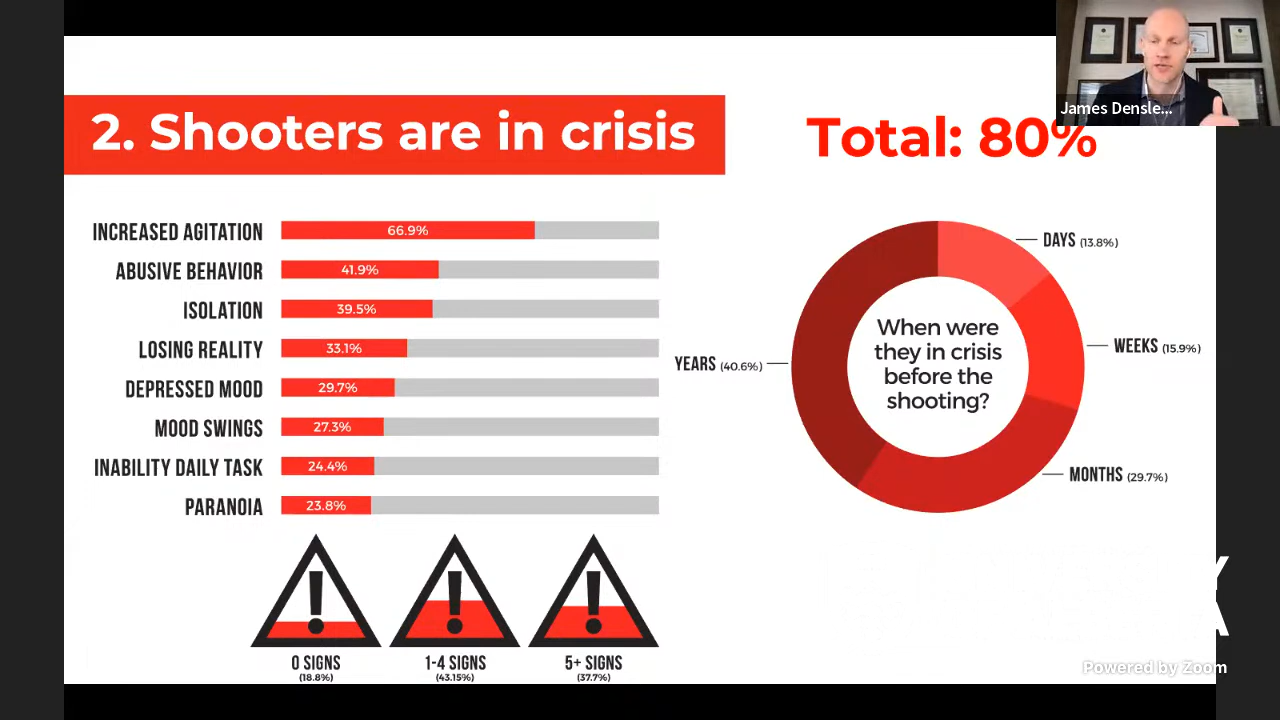 James Densle...
2. Shooters are in crisis
Total: 80%
INCREASED AGITATION 66.9%
ABUSIVE BEHAVIOR 41.9%
ISOLATION 39.5%
LOSING REALITY 33.1%
DEPRESSED MOOD 29.7%
MOOD SWINGS 27.3%
INABILITY DAILY TASK 24.4%
PARANOIA 23.8%
0 SIGNS
(18.8%)
1-4 SIGNS
(43.15%)
5+ SIGNS
(37.7%)
When were
they in crisis
before the
shooting?
DAYS (13.8%)
WEEKS (15.9%)
MONTHS (29.7%)
YEARS (40.6%)
Y
A
Powered by Zoom